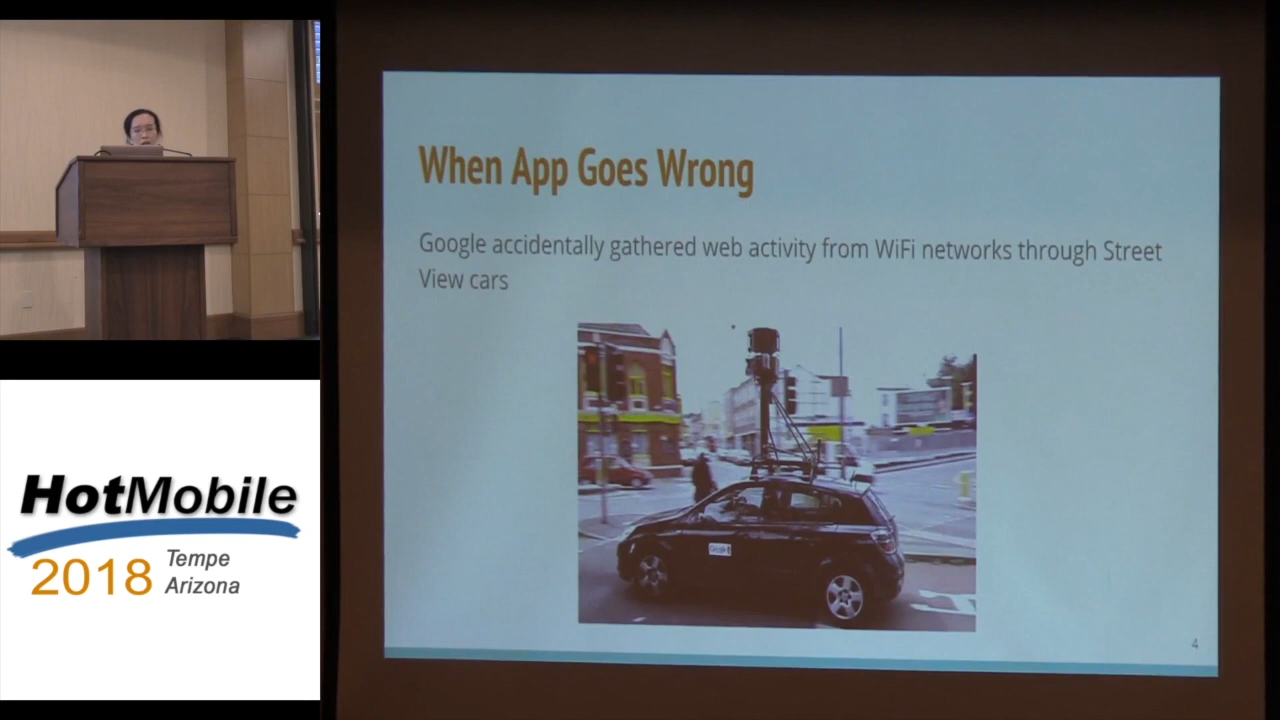 When App Goes Wrong
Google accidentally gathered web activity from WiFi networks through Street
View cars
Google
4
HotMobile
2018
Tempe
Arizona